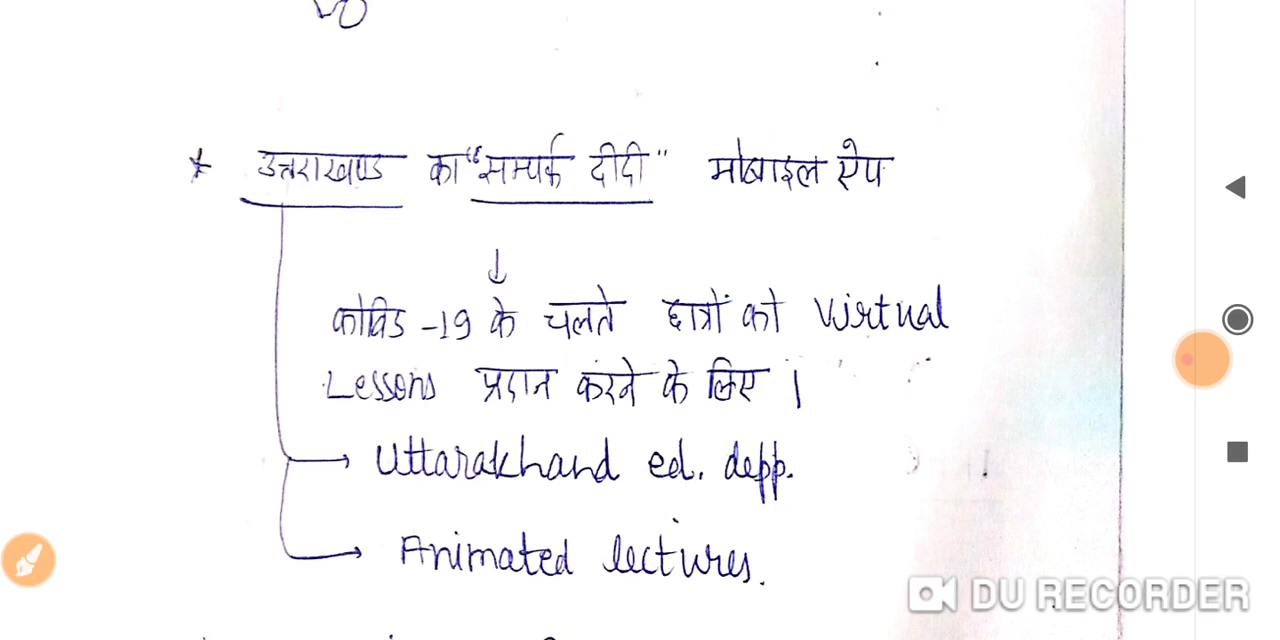 * उत्तराखण्ड का "सम्पर्क दीदी" मोबाइल ऐप
↓
कोविड -19 के चलते छात्रों को Virtual
Lessons प्रदान करने के लिए ।
→ Uttarakhand ed. depp.
→ Animated lectures.
DU RECORDER